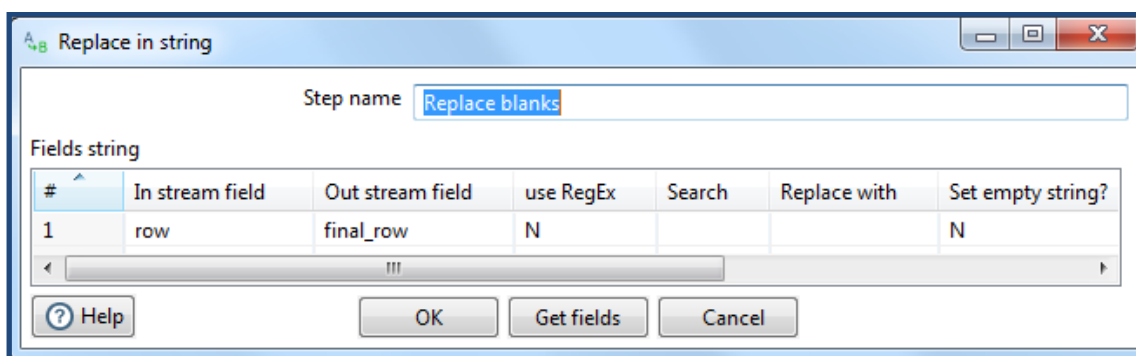 Replace in string
Step name Replace blanks
Fields string
# In stream field Out stream field use RegEx Search Replace with Set empty string?
1 row final_row N N
Help OK Get fields Cancel